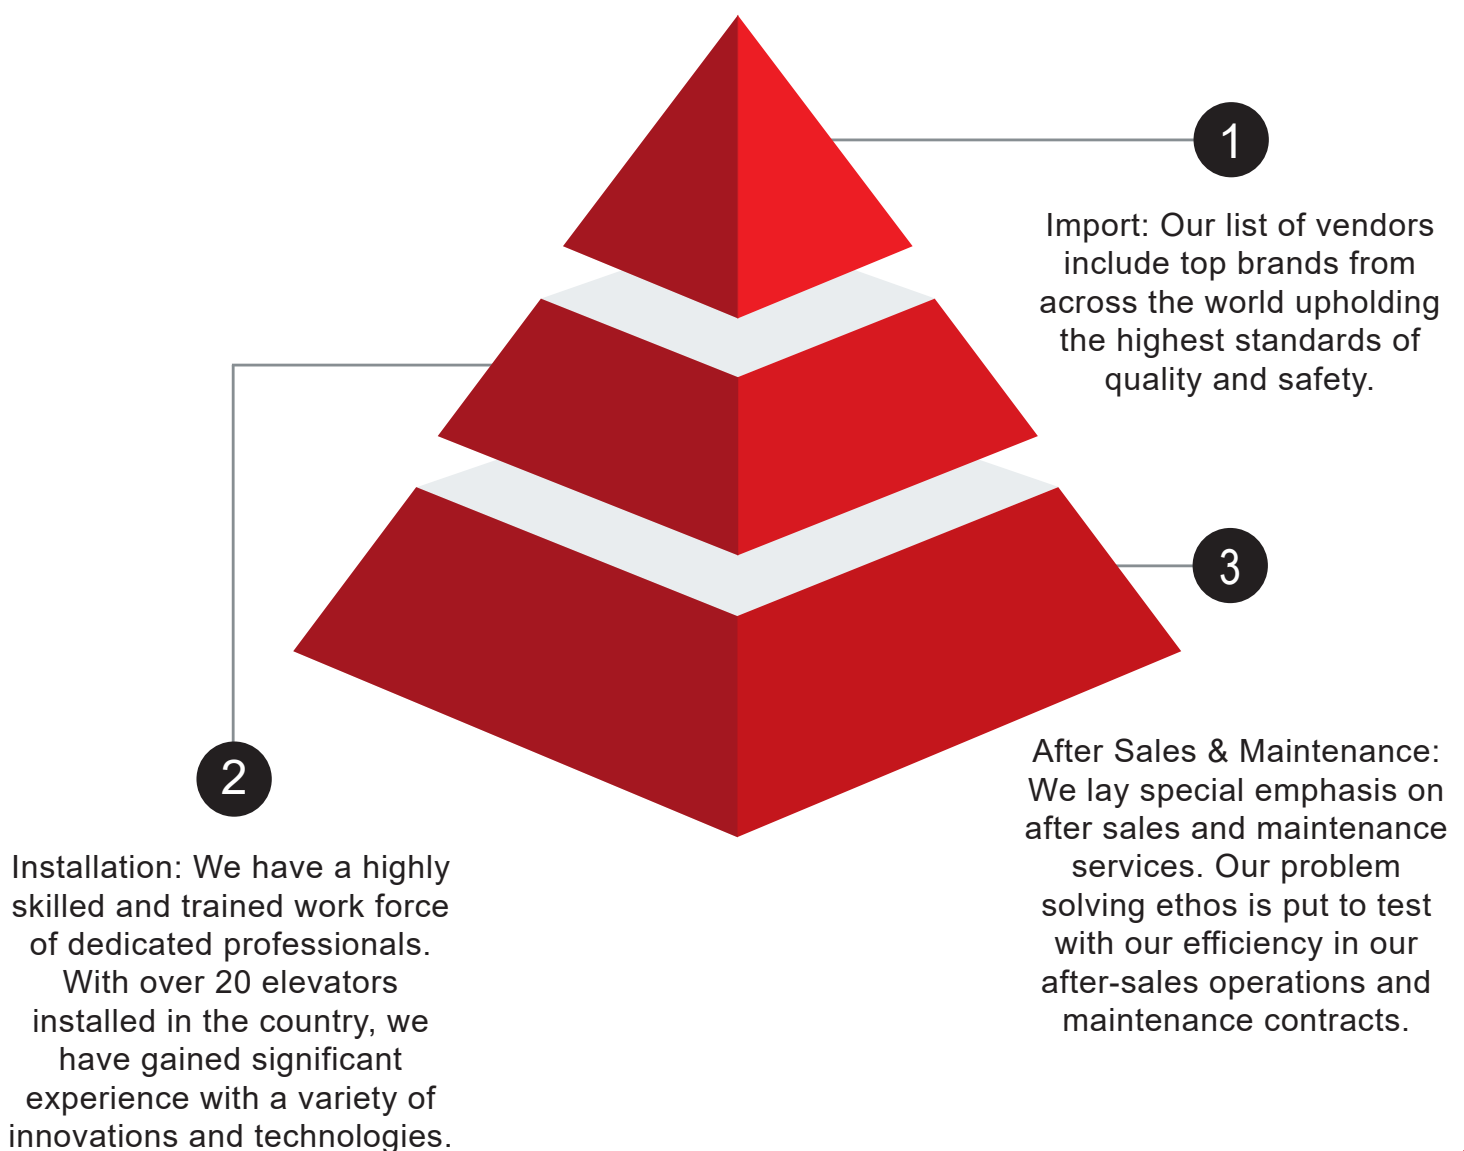 1
Import: Our list of vendors
include top brands from
across the world upholding
the highest standards of
quality and safety.
2
Installation: We have a highly
skilled and trained work force
of dedicated professionals.
With over 20 elevators
installed in the country, we
have gained significant
experience with a variety of
innovations and technologies.
3
After Sales & Maintenance:
We lay special emphasis on
after sales and maintenance
services. Our problem
solving ethos is put to test
with our efficiency in our
after-sales operations and
maintenance contracts.